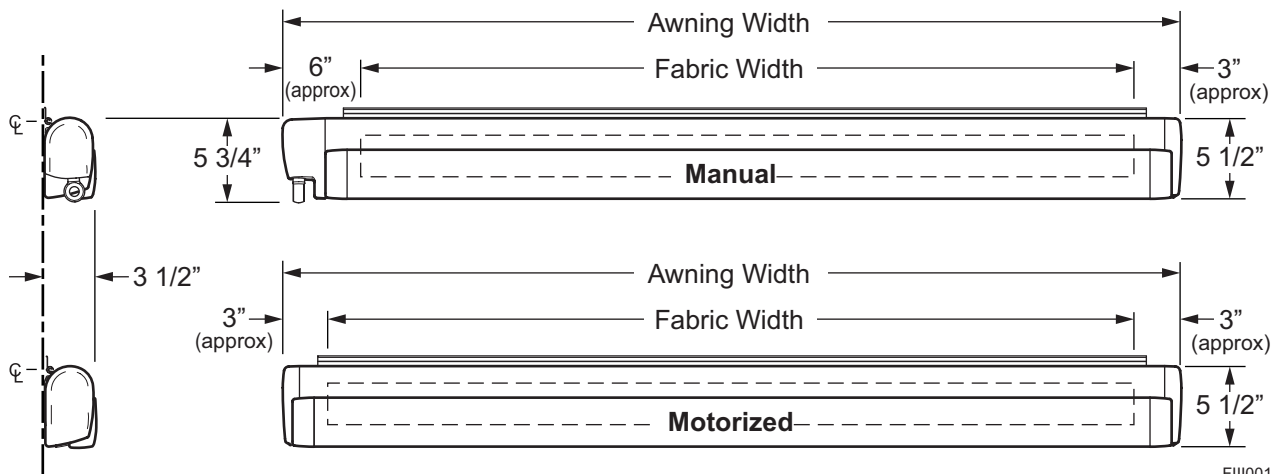 Awning Width
6”
(approx)
Fabric Width
3”
(approx)
℄
5 3/4”
Manual
5 1/2”
3 1/2”
Awning Width
3”
(approx)
Fabric Width
3”
(approx)
℄
Motorized
5 1/2”
FIII001